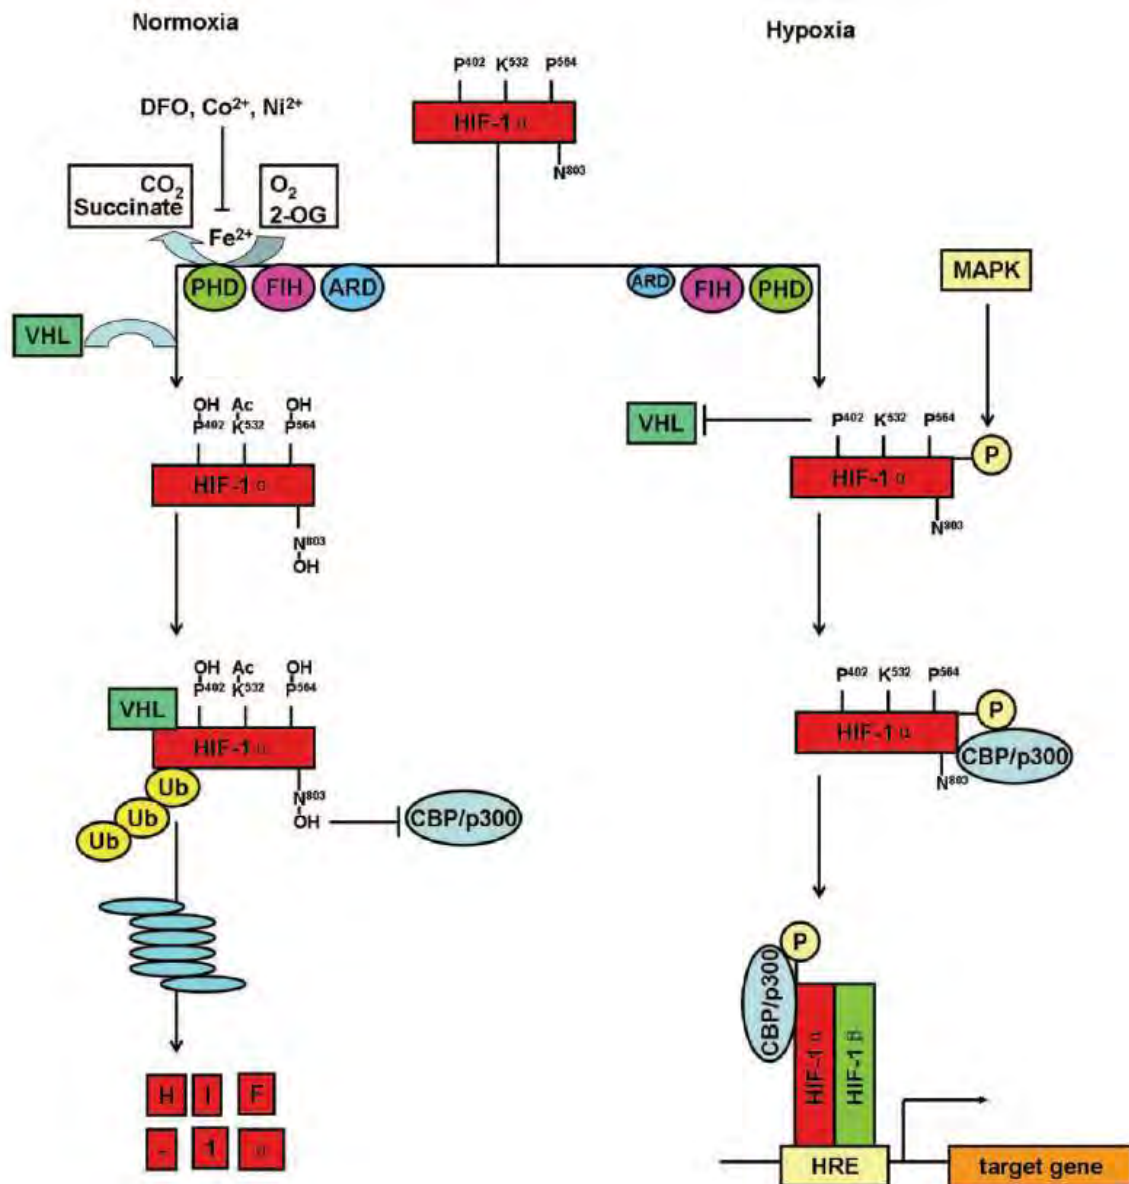 Normoxia
Hypoxia
P⁴⁰² K⁵³² P⁵⁶⁴
HIF-1 α
N⁸⁰³
DFO, Co²⁺, Ni²⁺
CO₂
Succinate
O₂
2-OG
Fe²⁺
PHD FIH ARD
ARD FIH PHD
MAPK
VHL
OH Ac OH
P⁴⁰² K⁵³² P⁵⁶⁴
HIF-1 α
N⁸⁰³
OH
VHL
P⁴⁰² K⁵³² P⁵⁶⁴
P
HIF-1 α
N⁸⁰³
OH Ac OH
P⁴⁰² K⁵³² P⁵⁶⁴
VHL
HIF-1 α
Ub
Ub
Ub
N⁸⁰³
OH
CBP/p300
P⁴⁰² K⁵³² P⁵⁶⁴
P
HIF-1 α
CBP/p300
N⁸⁰³
H I F
- 1 α
P
CBP/p300
HIF-1 α
HIF-1 β
HRE
target gene